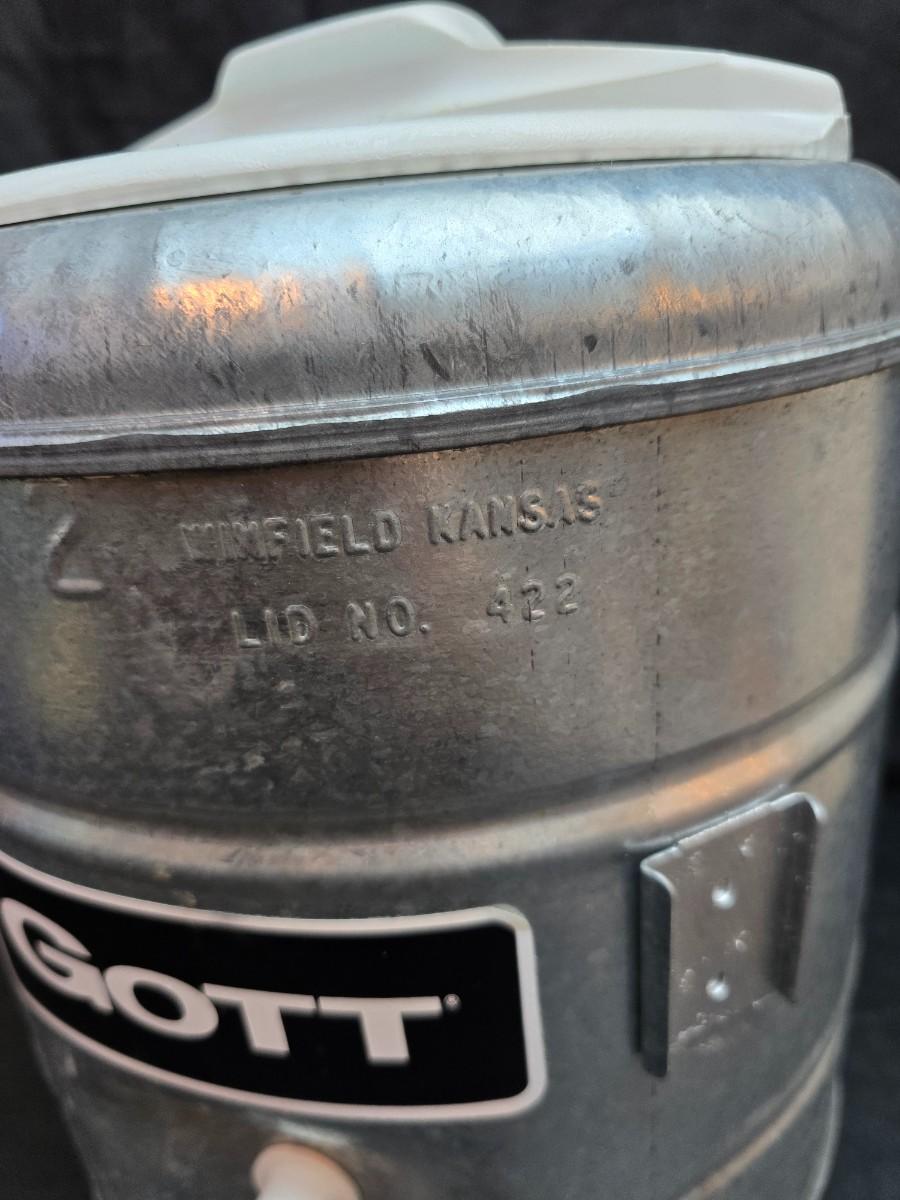 WINFIELD KANSAS
LID NO. 422
GOTT®